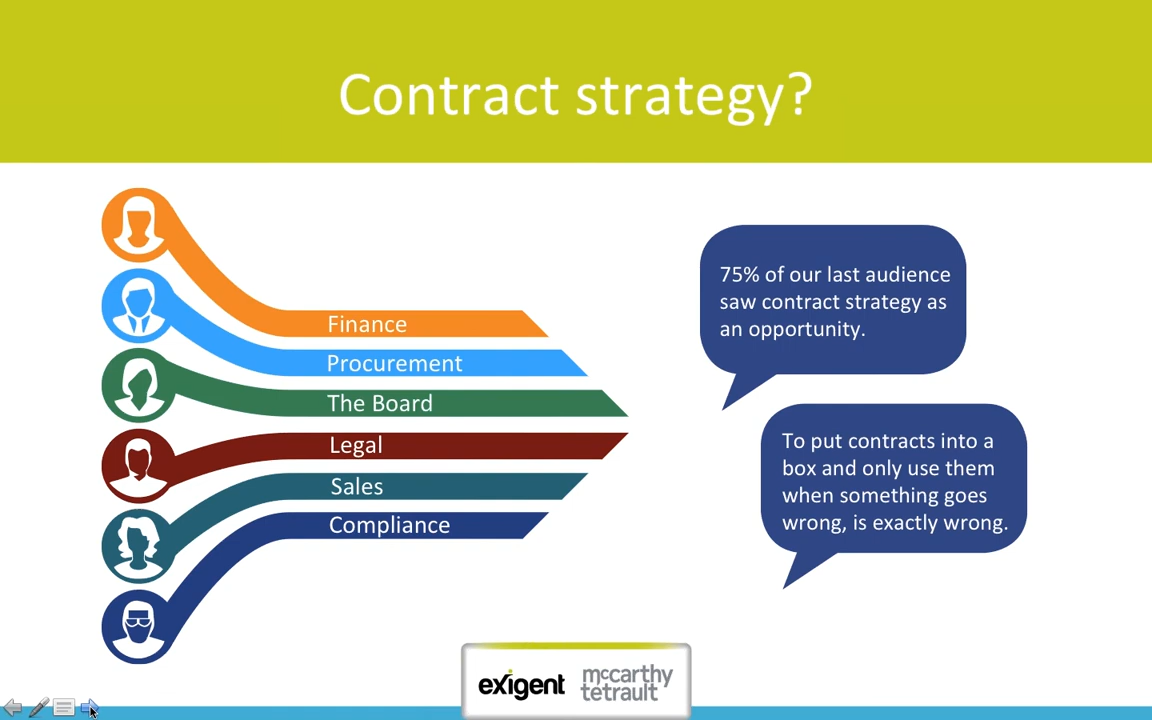 Contract strategy?
Finance
Procurement
The Board
Legal
Sales
Compliance
75% of our last audience
saw contract strategy as
an opportunity.
To put contracts into a
box and only use them
when something goes
wrong, is exactly wrong.
exigent
mccarthy
tetrault